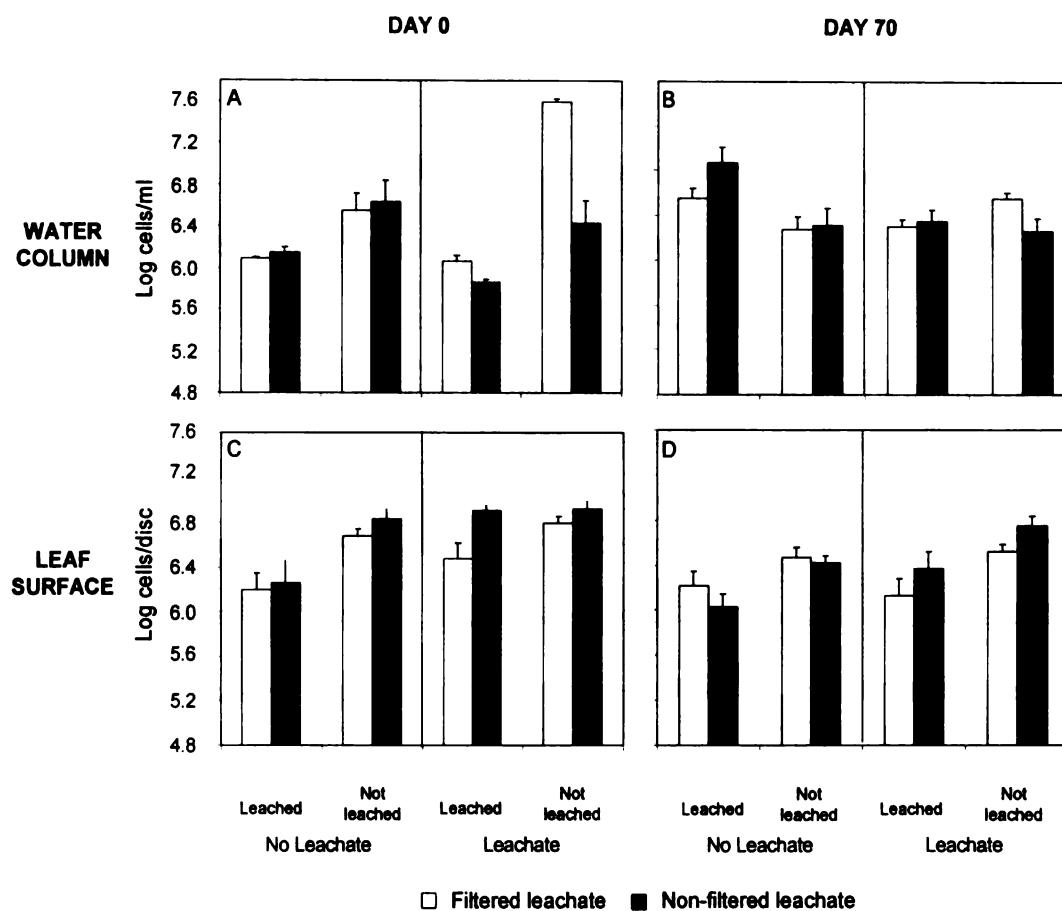 DAY 0 DAY 70
A B
7.6
7.2
6.8
6.4
6.0
5.6
5.2
4.8
WATER
COLUMN
Log cells/ml
C D
7.6
7.2
6.8
6.4
6.0
5.6
5.2
4.8
LEAF
SURFACE
Log cells/disc
Leached Not leached Leached Not leached Leached Not leached Leached Not leached
No Leachate Leachate No Leachate Leachate
Filtered leachate Non-filtered leachate